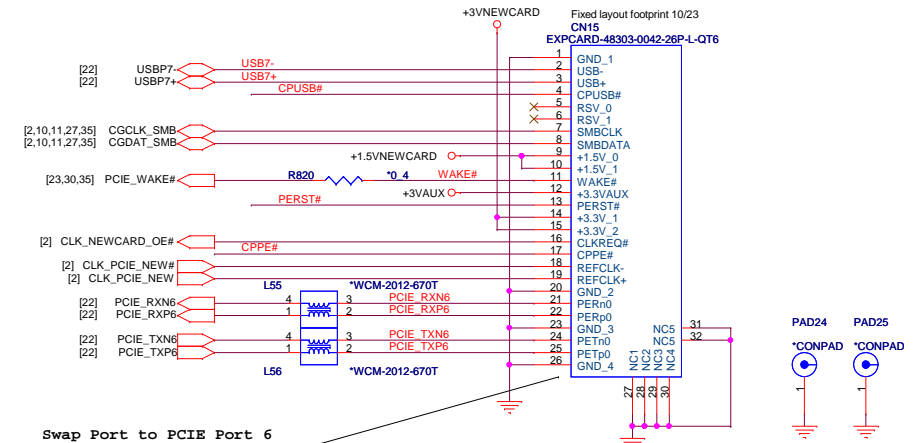 +3VNEWCARD
Fixed layout footprint 10/23
CN15
EXPCARD-48303-0042-26P-L-QT6
[22] USBP7- USB7- 1 GND_1
[22] USBP7+ USB7+ 2 USB-
3 USB+
CPUSB# 4 CPUSB#
5 RSV_0
6 RSV_1
[2,10,11,27,35] CGCLK_SMB 7 SMBCLK
[2,10,11,27,35] CGDAT_SMB 8 SMBDATA
+1.5VNEWCARD 9 +1.5V_0
10 +1.5V_1
[23,30,35] PCIE_WAKE# R820 *0_4 WAKE# 11 WAKE#
+3VAUX 12 +3.3VAUX
PERST# 13 PERST#
14 +3.3V_1
15 +3.3V_2
[2] CLK_NEWCARD_OE# 16 CLKREQ#
CPPE# 17 CPPE#
[2] CLK_PCIE_NEW# 18 REFCLK-
[2] CLK_PCIE_NEW 19 REFCLK+
L55 *WCM-2012-670T 20 GND_2
[22] PCIE_RXN6 4 3 PCIE_RXN6 21 PERn0
[22] PCIE_RXP6 1 2 PCIE_RXP6 22 PERp0
23 GND_3 NC5 31
[22] PCIE_TXN6 4 3 PCIE_TXN6 24 PETn0 NC5 32
[22] PCIE_TXP6 1 2 PCIE_TXP6 25 PETp0
L56 *WCM-2012-670T 26 GND_4
NC1 NC2 NC3 NC4
27 28 29 30
PAD24 PAD25
*CONPAD *CONPAD
1 1
Swap Port to PCIE Port 6